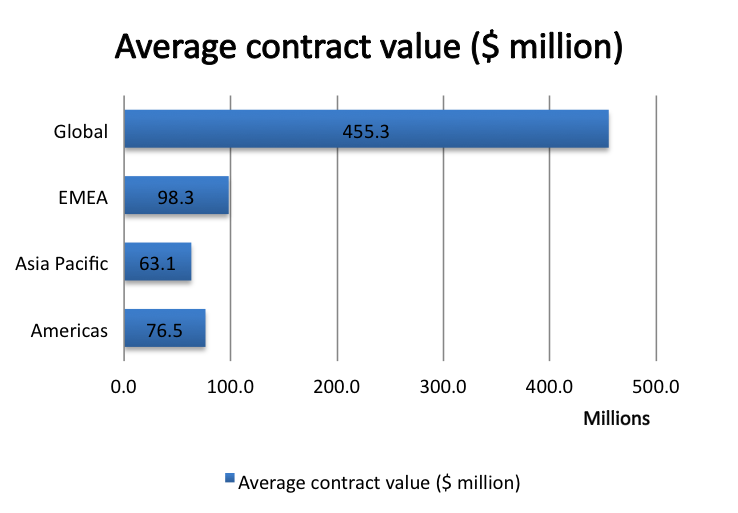 Average contract value ($ million)
Global
455.3
EMEA
98.3
Asia Pacific
63.1
Americas
76.5
0.0 100.0 200.0 300.0 400.0 500.0
Millions
Average contract value ($ million)